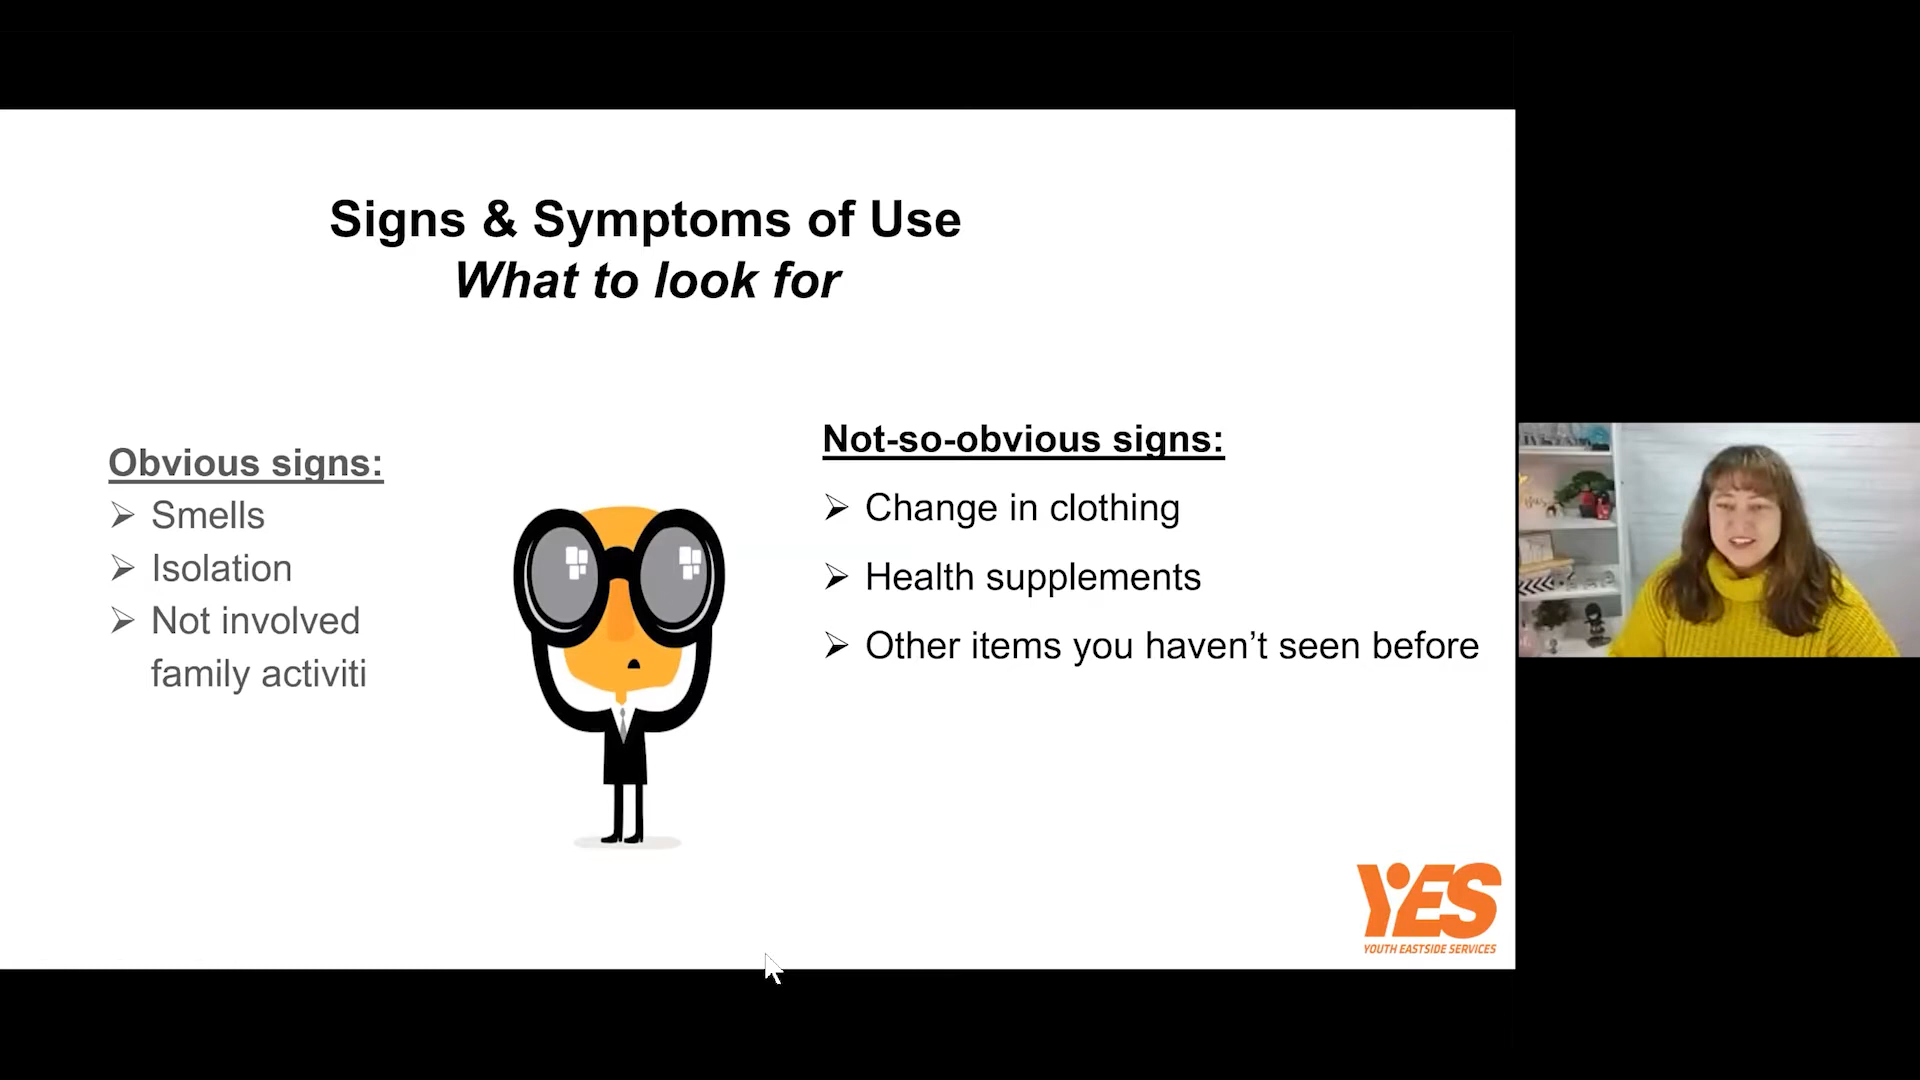 Signs & Symptoms of Use
What to look for
Obvious signs:
Smells
Isolation
Not involved
family activiti
Not-so-obvious signs:
Change in clothing
Health supplements
Other items you haven’t seen before
YES
YOUTH EASTSIDE SERVICES